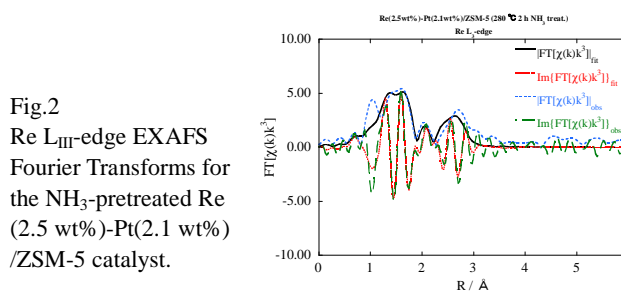 Fig.2
Re LIII-edge EXAFS
Fourier Transforms for
the NH3-pretreated Re
(2.5 wt%)-Pt(2.1 wt%)
/ZSM-5 catalyst.
Re(2.5wt%)-Pt(2.1wt%)/ZSM-5 (280 ℃ 2 h NH3 treat.)
Re L3-edge
|FT[χ(k)k3]|fit
Im{FT[χ(k)k3]}fit
|FT[χ(k)k3]|obs
Im{FT[χ(k)k3]}obs
FT[χ(k)k3]
10.00
5.00
0.00
-5.00
-10.00
0 1 2 3 4 5
R / Å